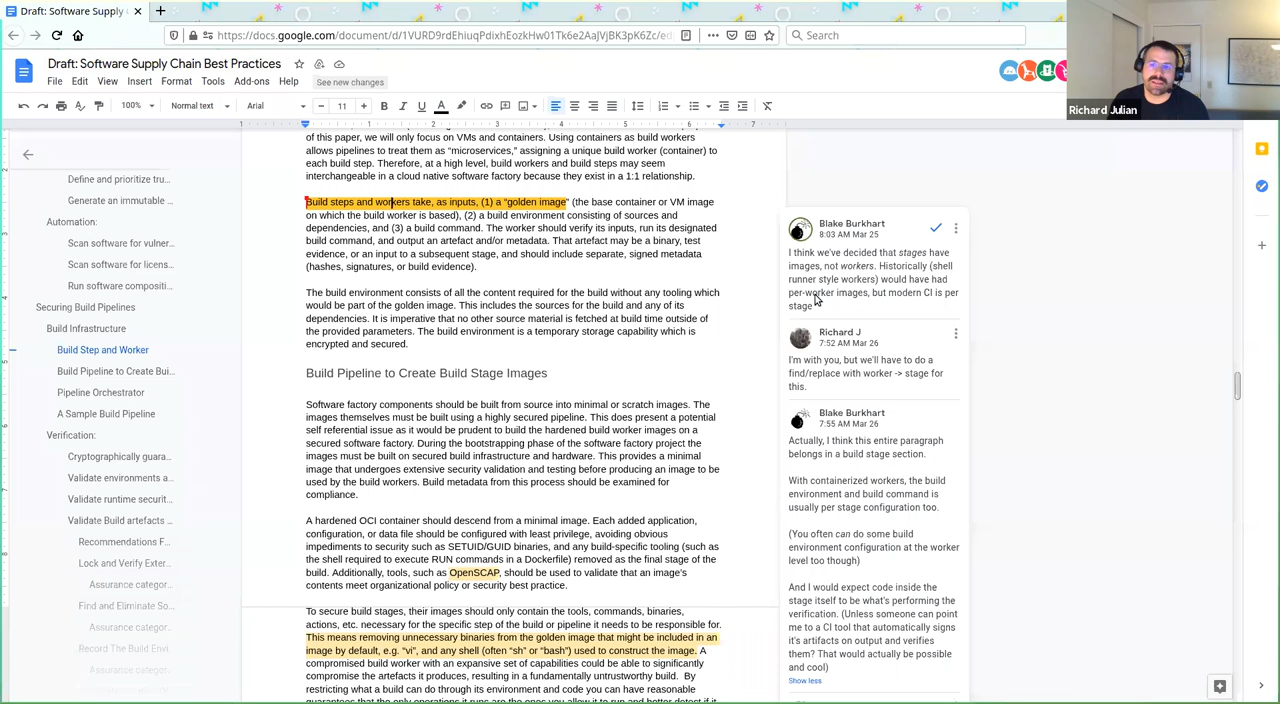 Draft: Software Supply C
https://docs.google.com/document/d/1VURD9rdEhiuqPdixhEozkHw01Tk6e2AaJVjBK3pK6Zc/ed
Search
Draft: Software Supply Chain Best Practices
File Edit View Insert Format Tools Add-ons Help
See new changes
100%
Normal text
Arial
11
Richard Julian
1 1 2 3 4 5 6 7
Define and prioritize tru...
Generate an immutable ...
Automation:
Scan software for vulner...
Scan software for licens...
Run software compositi...
Securing Build Pipelines
Build Infrastructure
Build Step and Worker
Build Pipeline to Create Bui...
Pipeline Orchestrator
A Sample Build Pipeline
Verification:
Cryptographically guara...
Validate environments a...
Validate runtime securit...
Validate Build artefacts ...
Recommendations F...
Lock and Verify Exter...
Assurance categor...
Find and Eliminate So...
Assurance categor...
Record The Build Envi
Assurance categor...
of this paper, we will only focus on VMs and containers. Using containers as build workers
allows pipelines to treat them as “microservices,” assigning a unique build worker (container) to
each build step. Therefore, at a high level, build workers and build steps may seem
interchangeable in a cloud native software factory because they exist in a 1:1 relationship.
Build steps and workers take, as inputs, (1) a “golden image” (the base container or VM image
on which the build worker is based), (2) a build environment consisting of sources and
dependencies, and (3) a build command. The worker should verify its inputs, run its designated
build command, and output an artefact and/or metadata. That artefact may be a binary, test
evidence, or an input to a subsequent stage, and should include separate, signed metadata
(hashes, signatures, or build evidence).
The build environment consists of all the content required for the build without any tooling which
would be part of the golden image. This includes the sources for the build and any of its
dependencies. It is imperative that no other source material is fetched at build time outside of
the provided parameters. The build environment is a temporary storage capability which is
encrypted and secured.
Build Pipeline to Create Build Stage Images
Software factory components should be built from source into minimal or scratch images. The
images themselves must be built using a highly secured pipeline. This does present a potential
self referential issue as it would be prudent to build the hardened build worker images on a
secured software factory. During the bootstrapping phase of the software factory project the
images must be built on secured build infrastructure and hardware. This provides a minimal
image that undergoes extensive security validation and testing before producing an image to be
used by the build workers. Build metadata from this process should be examined for
compliance.
A hardened OCI container should descend from a minimal image. Each added application,
configuration, or data file should be configured with least privilege, avoiding obvious
impediments to security such as SETUID/GUID binaries, and any build-specific tooling (such as
the shell required to execute RUN commands in a Dockerfile) removed as the final stage of the
build. Additionally, tools, such as OpenSCAP, should be used to validate that an image's
contents meet organizational policy or security best practice.
To secure build stages, their images should only contain the tools, commands, binaries,
actions, etc. necessary for the specific step of the build or pipeline it needs to be responsible for.
This means removing unnecessary binaries from the golden image that might be included in an
image by default, e.g. “vi”, and any shell (often “sh” or “bash”) used to construct the image. A
compromised build worker with an expansive set of capabilities could be able to significantly
compromise the artefacts it produces, resulting in a fundamentally untrustworthy build. By
restricting what a build can do through its environment and code you can have reasonable
guarantees that the only operations it runs are the ones you allow it to run and better detect if it
Blake Burkhart
8:03 AM Mar 25
I think we've decided that stages have
images, not workers. Historically (shell
runner style workers) would have had
per-worker images, but modern CI is per
stage
Richard J
7:52 AM Mar 26
I'm with you, but we'll have to do a
find/replace with worker -> stage for
this.
Blake Burkhart
7:55 AM Mar 26
Actually, I think this entire paragraph
belongs in a build stage section.
With containerized workers, the build
environment and build command is
usually per stage configuration too.
(You often can do some build
environment configuration at the worker
level too though)
And I would expect code inside the
stage itself to be what's performing the
verification. (Unless someone can point
me to a CI tool that automatically signs
it's artifacts on output and verifies
them? That would actually be possible
and cool)
Show less